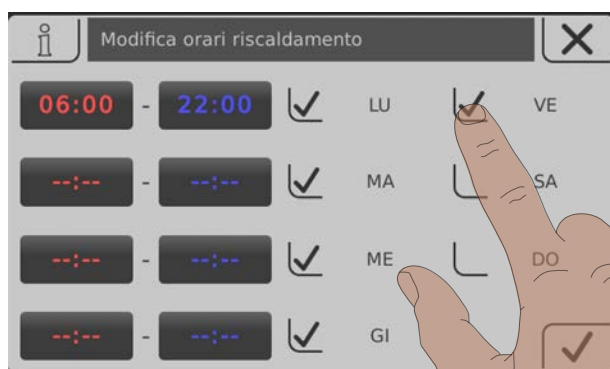 Modifica orari riscaldamento
06:00 - 22:00 LU VE
--:-- - --:-- MA SA
--:-- - --:-- ME DO
--:-- - --:-- GI